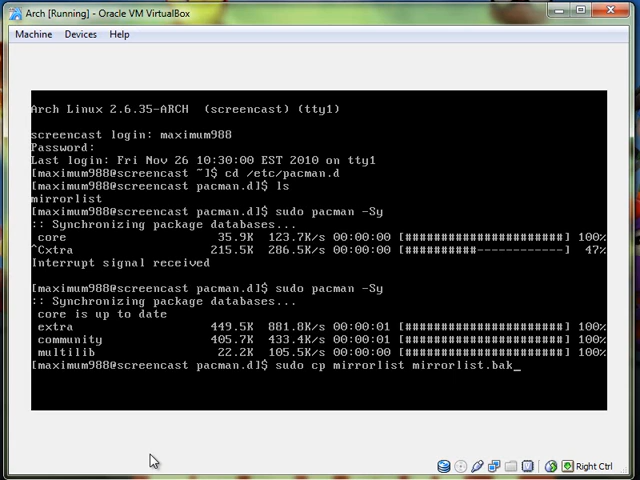 Arch [Running] - Oracle VM VirtualBox
Machine Devices Help
Arch Linux 2.6.35-ARCH (screencast) (tty1)
screencast login: maximum988
Password:
Last login: Fri Nov 26 10:30:00 EST 2010 on tty1
[maximum988@screencast ~]$ cd /etc/pacman.d
[maximum988@screencast pacman.d]$ ls
mirrorlist
[maximum988@screencast pacman.d]$ sudo pacman -Sy
:: Synchronizing package databases...
core 35.9K 123.7K/s 00:00:00 [######################] 100%
^Cxtra 215.5K 286.5K/s 00:00:00 [##########------------] 47%
Interrupt signal received
[maximum988@screencast pacman.d]$ sudo pacman -Sy
:: Synchronizing package databases...
core is up to date
extra 449.5K 881.8K/s 00:00:01 [######################] 100%
community 405.7K 433.4K/s 00:00:01 [######################] 100%
multilib 22.2K 105.5K/s 00:00:00 [######################] 100%
[maximum988@screencast pacman.d]$ sudo cp mirrorlist mirrorlist.bak_
Right Ctrl